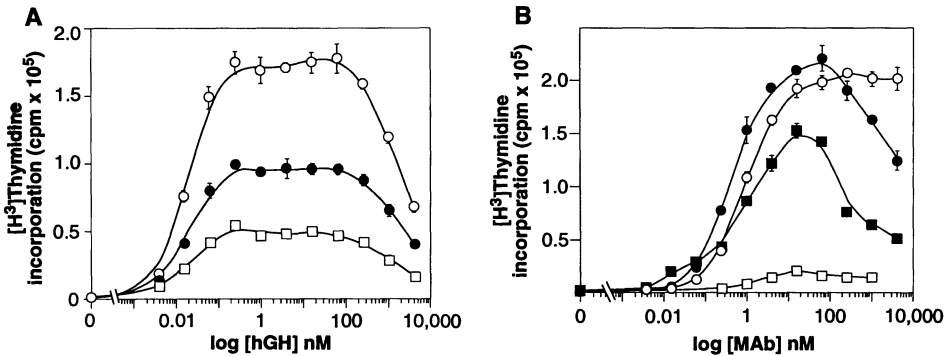 A
[H³]Thymidine
incorporation (cpm x 10⁵)
2.0
1.5
1.0
0.5
0
0 0.01 1 100 10,000
log [hGH] nM
B
[H³]Thymidine
incorporation (cpm x 10⁵)
2.0
1.5
1.0
0.5
0 0.01 1 100 10,000
log [MAb] nM